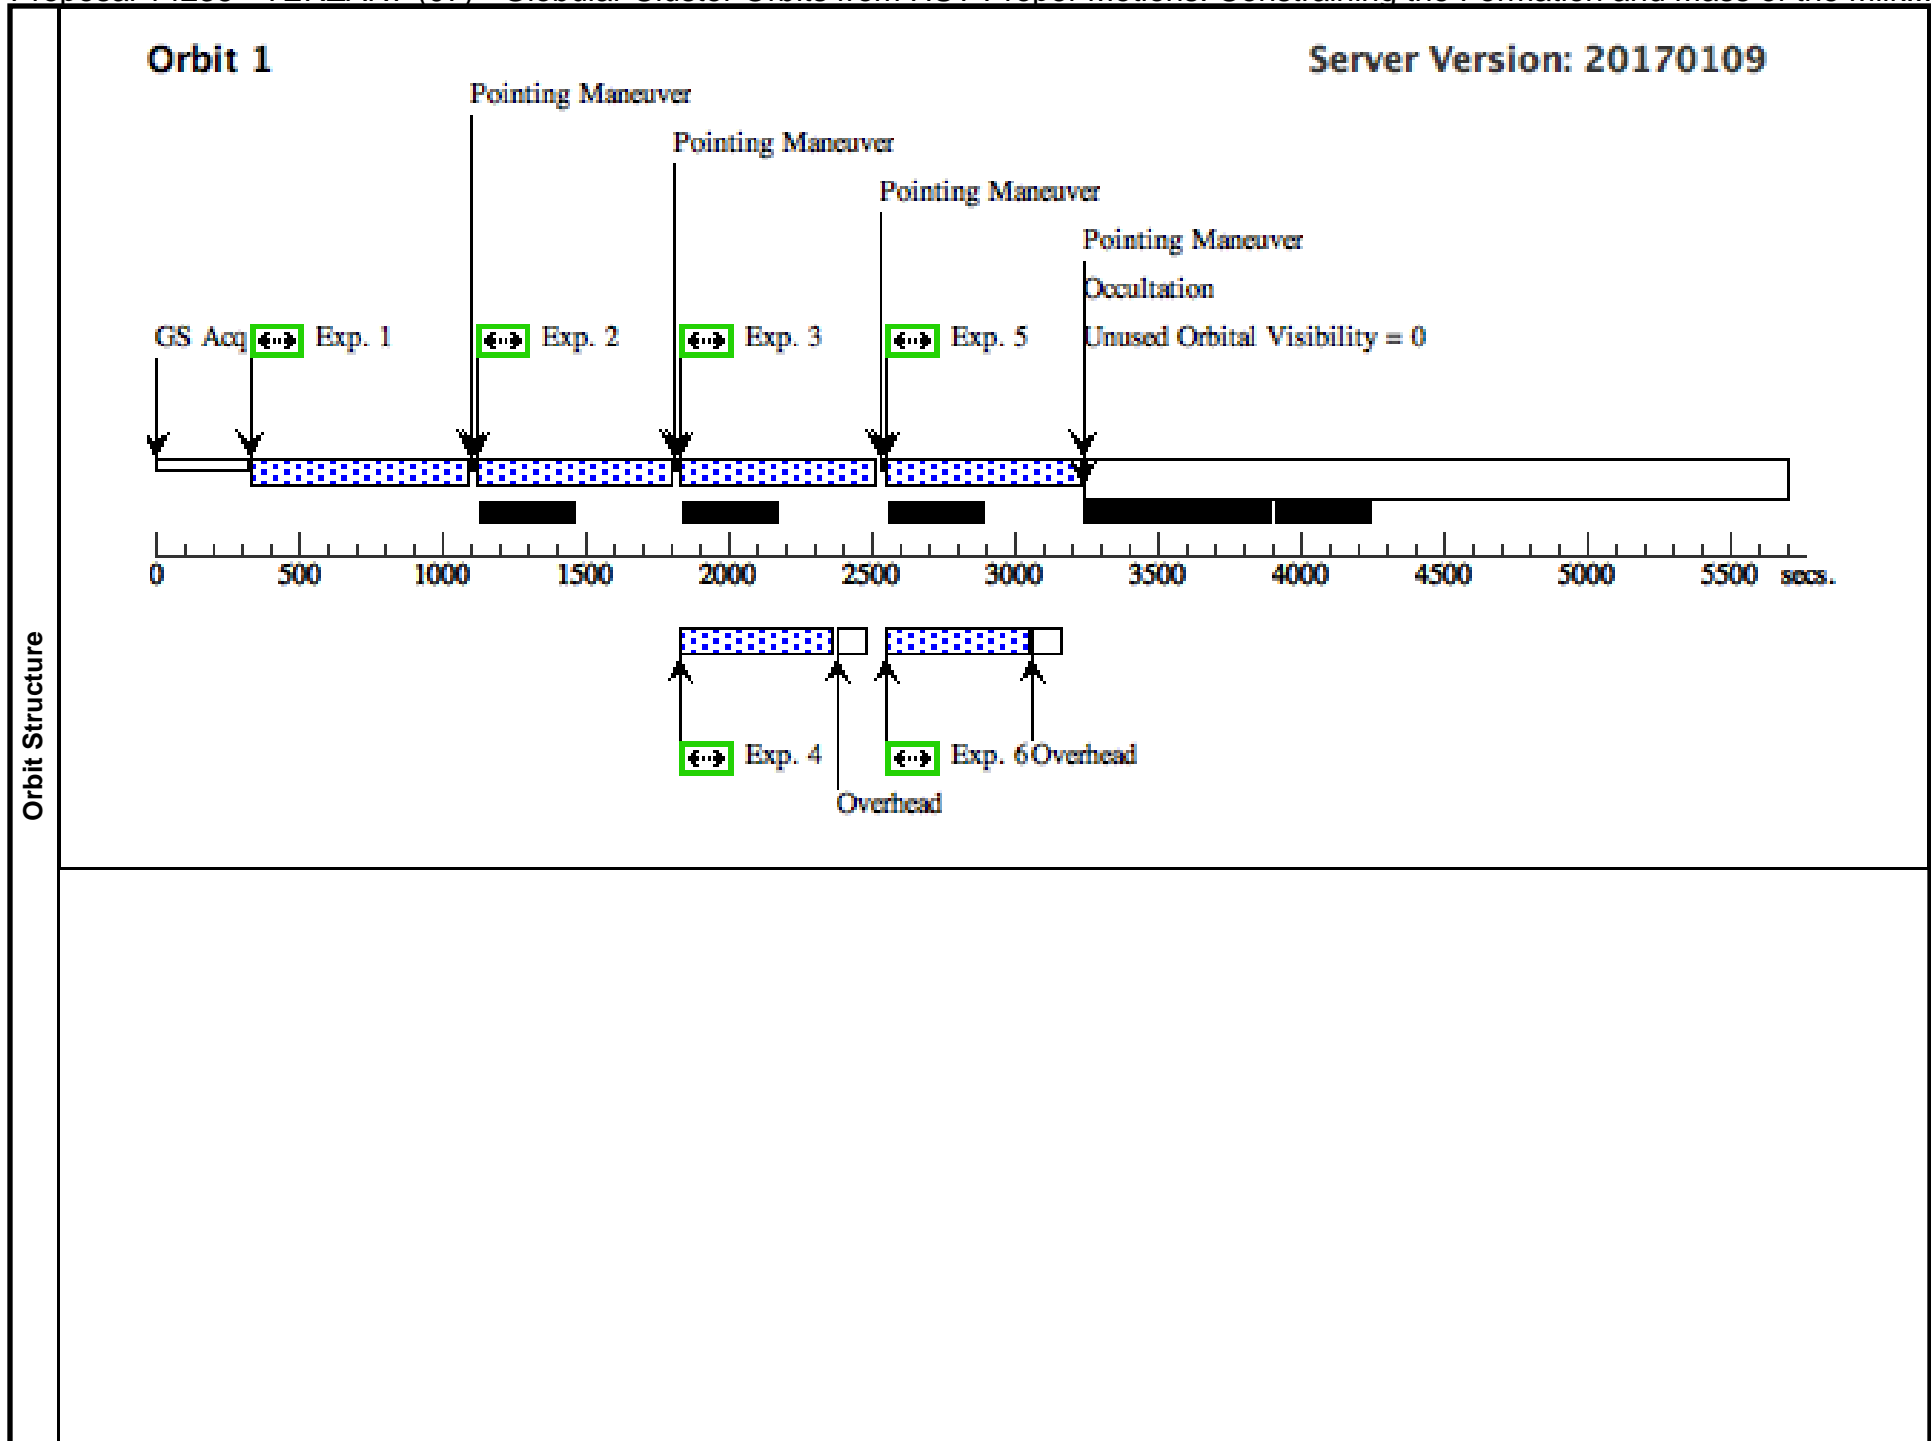 Orbit 1
Server Version: 20170109
Pointing Maneuver
Pointing Maneuver
Pointing Maneuver
Pointing Maneuver
Occultation
GS Acq Exp. 1 Exp. 2 Exp. 3 Exp. 5 Unused Orbital Visibility = 0
0 500 1000 1500 2000 2500 3000 3500 4000 4500 5000 5500 secs.
Exp. 4 Exp. 6 Overhead
Overhead
Orbit Structure